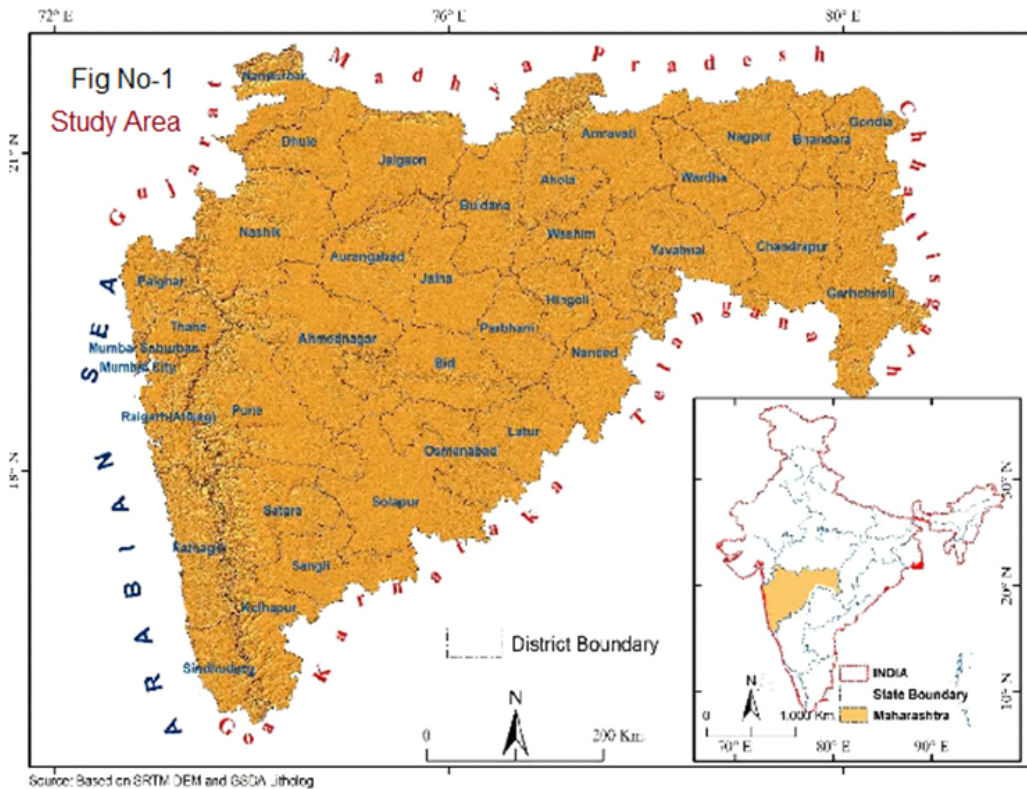 72° E 76° E 80° E
Fig No-1
Study Area
Madhya Pradesh
Gujarat
Chhattisgarh
Telangana
Karnataka
Goa
ARABIAN SEA
21° N
18° N
Nandurbar
Dhule
Jalgaon
Amravati
Nagpur
Bhandara
Gondia
Akola
Wardha
Buldana
Nashik
Washim
Aurangabad
Yavatmal
Chandrapur
Jalna
Palghar
Hingoli
Garhchiroli
Thane
Ahmednagar
Parbhani
Mumbai Suburban
Nanded
Bid
Mumbai City
Raigarh(Alibag)
Pune
Latur
Osmanabad
Solapur
Satara
Ratnagiri
Sangli
Kolhapur
Sindhudurg
District Boundary
N
0 200 Km.
30° N
20° N
10° N
INDIA
State Boundary
Maharashtra
N
0 1,000 Km.
70° E 80° E 90° E
Source: Based on SRTM DEM and GSDA Litholog